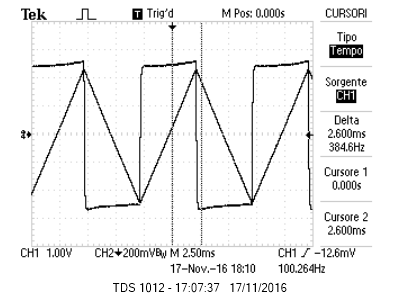 Tek T Trig'd M Pos: 0.000s CURSORI
Tipo
Tempo
Sorgente
CH1
Delta
2.600ms
384.6Hz
Cursore 1
0.000s
Cursore 2
2.600ms
CH1 1.00V CH2 200mVBW M 2.50ms CH1 -12.6mV
17-Nov.-16 18:10 100.264Hz
TDS 1012 - 17:07:37 17/11/2016